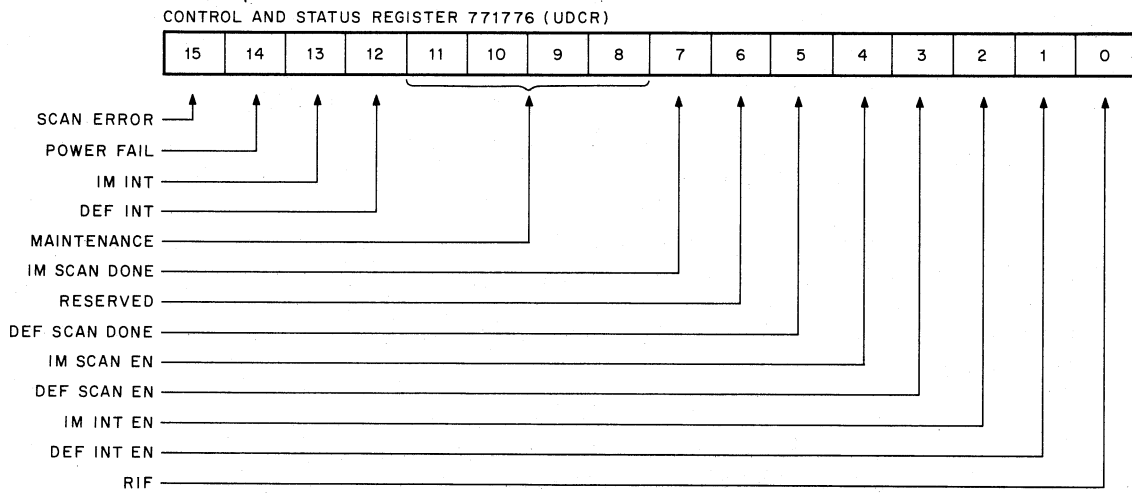 CONTROL AND STATUS REGISTER 771776 (UDCR)
15 14 13 12 11 10 9 8 7 6 5 4 3 2 1 0
SCAN ERROR
POWER FAIL
IM INT
DEF INT
MAINTENANCE
IM SCAN DONE
RESERVED
DEF SCAN DONE
IM SCAN EN
DEF SCAN EN
IM INT EN
DEF INT EN
RIF